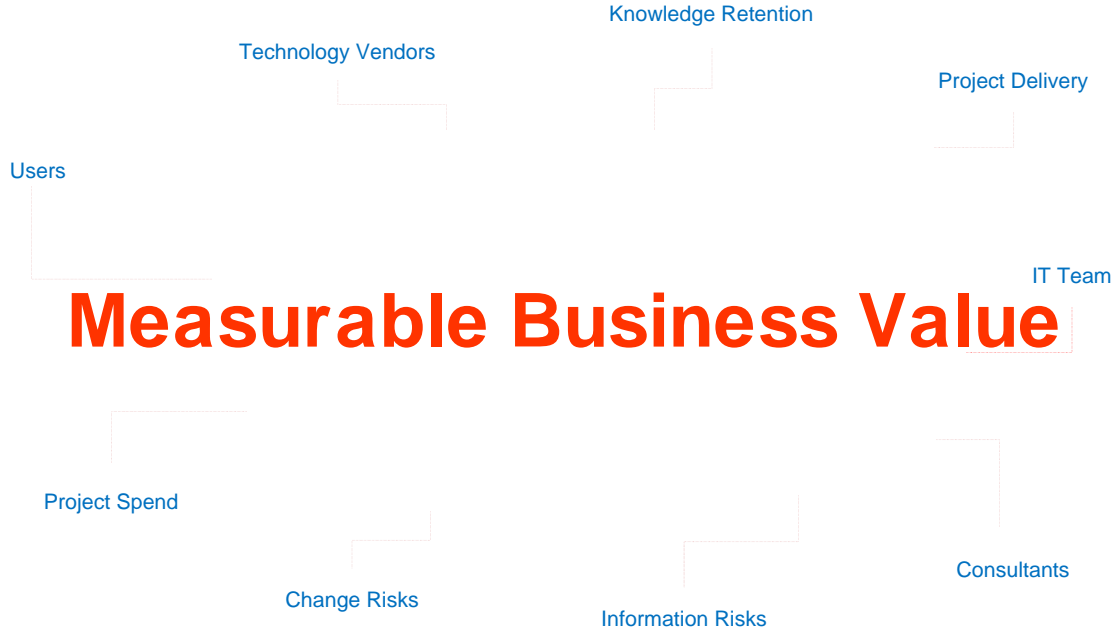 Knowledge Retention
Technology Vendors
Project Delivery
Users
IT Team
Measurable Business Value
Project Spend
Consultants
Change Risks
Information Risks